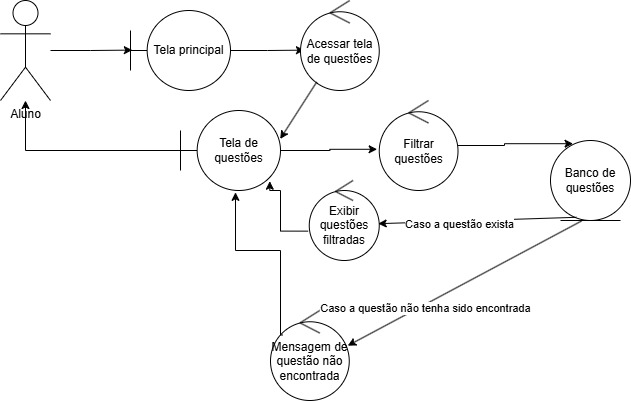 Aluno
Tela principal
Acessar tela
de questões
Tela de
questões
Filtrar
questões
Banco de
questões
Exibir
questões
filtradas
Caso a questão exista
Caso a questão não tenha sido encontrada
Mensagem de
questão não
encontrada